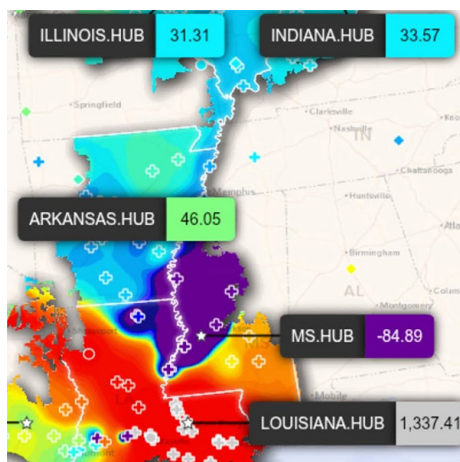 ILLINOIS.HUB 31.31
INDIANA.HUB 33.57
Springfield
Clarksville
Nashville
Memphis
Chattanooga
Huntsville
ARKANSAS.HUB 46.05
Birmingham
AL
Montgomery
MS.HUB -84.89
Mobile
LOUISIANA.HUB 1,337.41